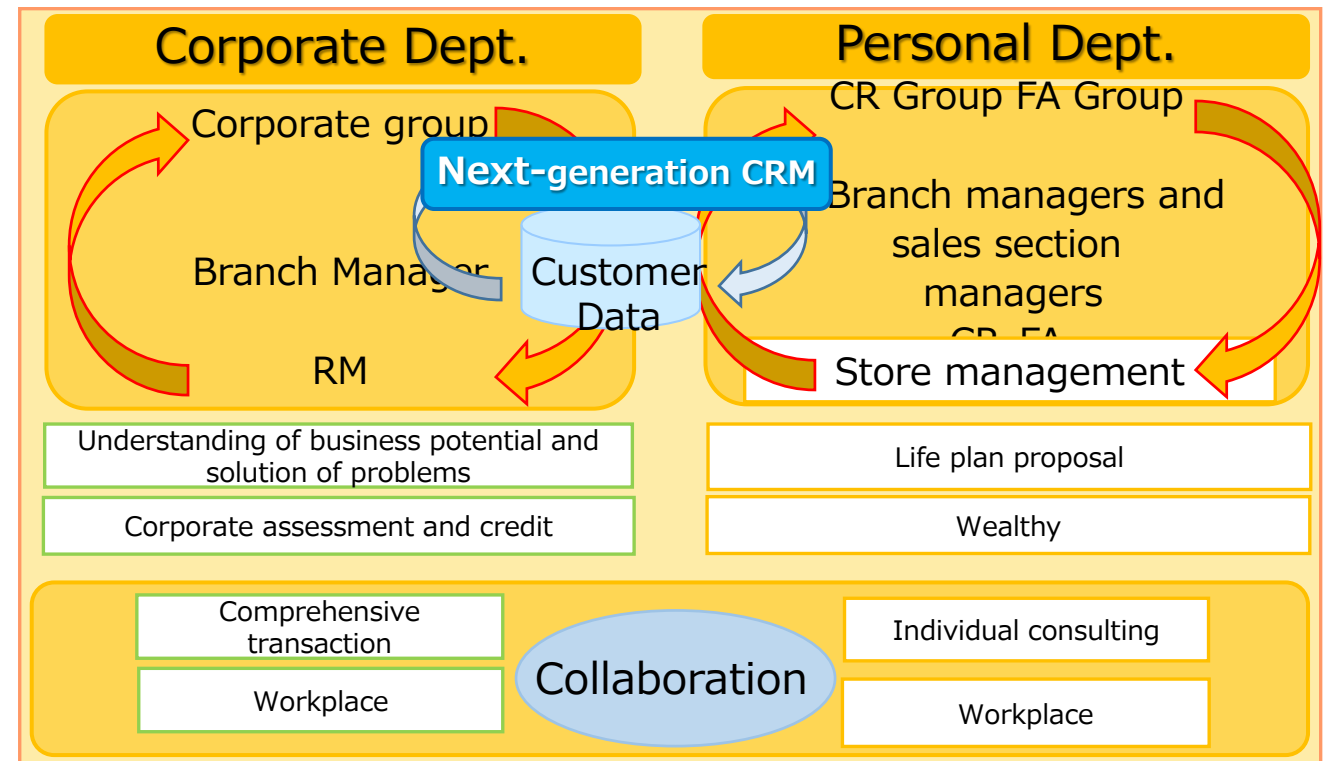 Corporate Dept.
Corporate group
Branch Manager
RM
Next-generation CRM
Customer
Data
Personal Dept.
CR Group FA Group
Branch managers and
sales section
managers
Store management
Understanding of business potential and
solution of problems
Corporate assessment and credit
Life plan proposal
Wealthy
Comprehensive
transaction
Workplace
Collaboration
Individual consulting
Workplace